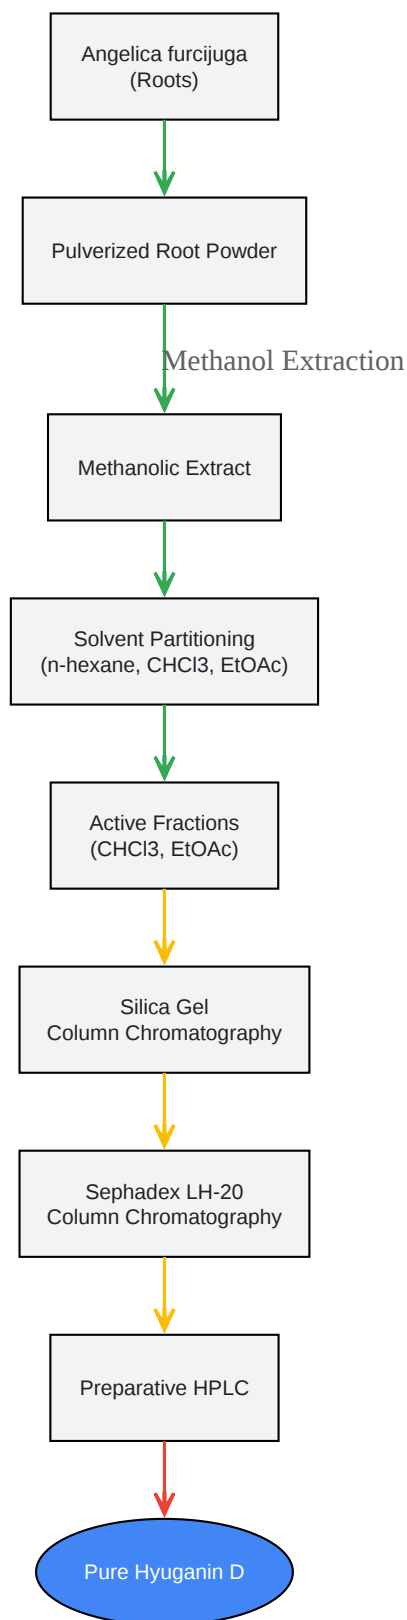 Angelica furcijuga
(Roots)
Pulverized Root Powder
Methanol Extraction
Methanolic Extract
Solvent Partitioning
(n-hexane, CHCl3, EtOAc)
Active Fractions
(CHCl3, EtOAc)
Silica Gel
Column Chromatography
Sephadex LH-20
Column Chromatography
Preparative HPLC
Pure Hyuganin D